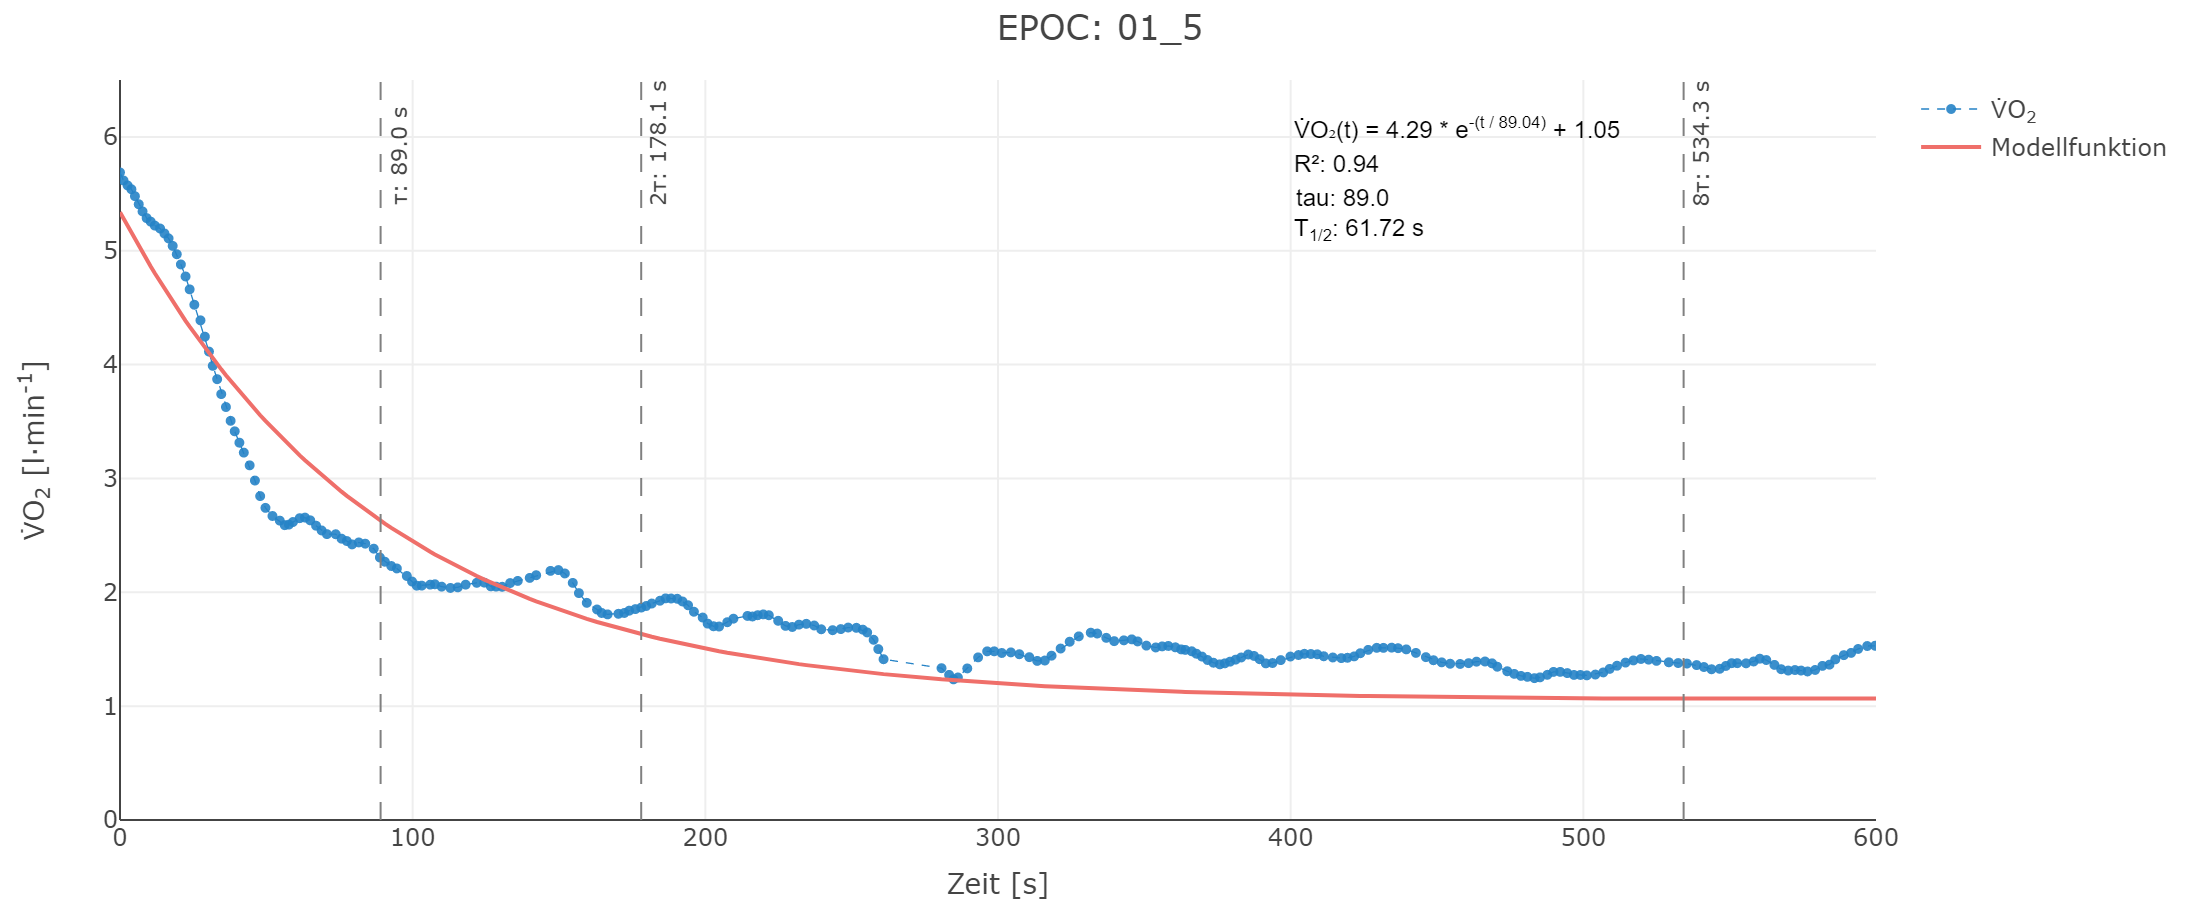 EPOC: 01_5
V̇O₂
Modellfunktion
τ: 89.0 s
2τ: 178.1 s
8τ: 534.3 s
V̇O₂(t) = 4.29 * e⁻⁽ᵗ ᐟ ⁸⁹·⁰⁴⁾ + 1.05
R²: 0.94
tau: 89.0
T₁/₂: 61.72 s
V̇O₂ [l·min⁻¹]
6
5
4
3
2
1
0
0 100 200 300 400 500 600
Zeit [s]